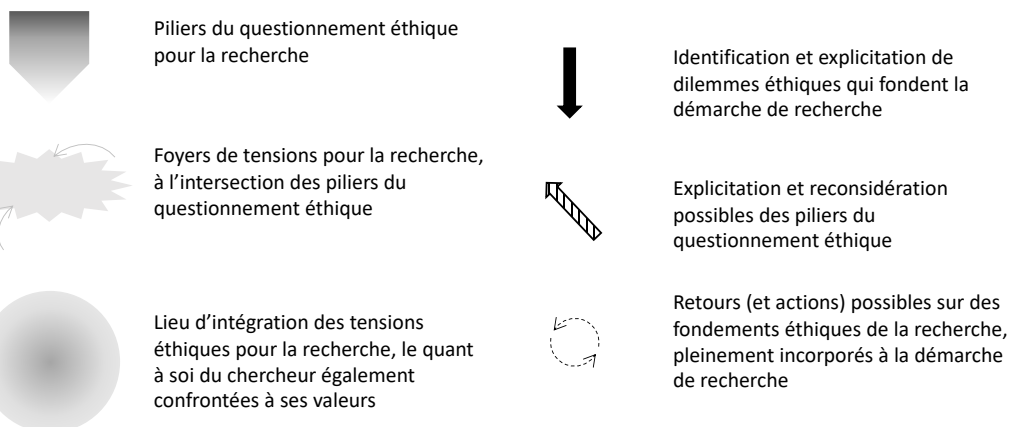 Piliers du questionnement éthique
pour la recherche
Foyers de tensions pour la recherche,
à l'intersection des piliers du
questionnement éthique
Lieu d'intégration des tensions
éthiques pour la recherche, le quant
à soi du chercheur également
confrontées à ses valeurs
Identification et explicitation de
dilemmes éthiques qui fondent la
démarche de recherche
Explicitation et reconsidération
possibles des piliers du
questionnement éthique
Retours (et actions) possibles sur des
fondements éthiques de la recherche,
pleinement incorporés à la démarche
de recherche